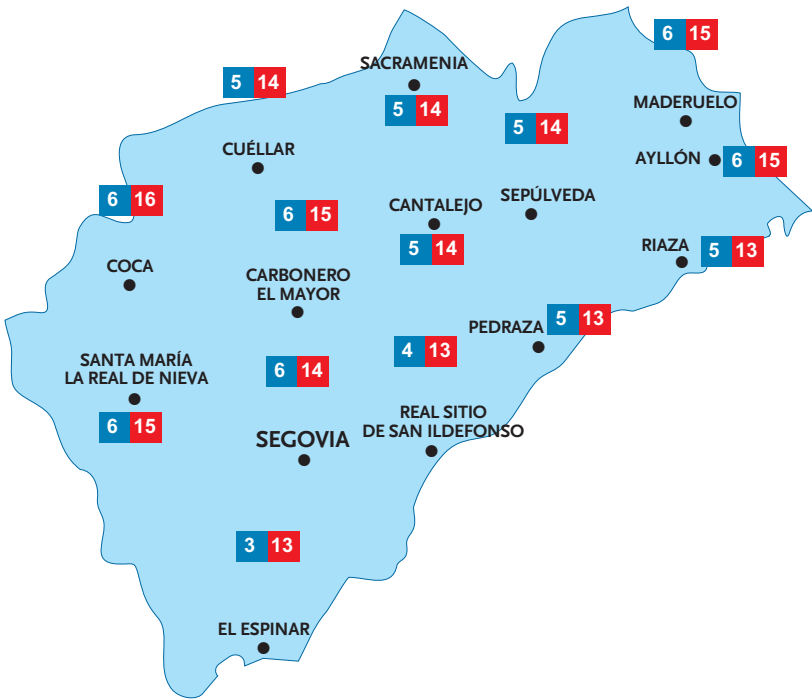 6 15
SACRAMENIA
5 14
5 14
MADERUELO
5 14
CUÉLLAR
AYLLÓN
6 15
6 16
SEPÚLVEDA
CANTALEJO
6 15
5 14
RIAZA
5 13
COCA
CARBONERO
EL MAYOR
PEDRAZA
5 13
4 13
SANTA MARÍA
LA REAL DE NIEVA
6 14
6 15
REAL SITIO
DE SAN ILDEFONSO
SEGOVIA
3 13
EL ESPINAR